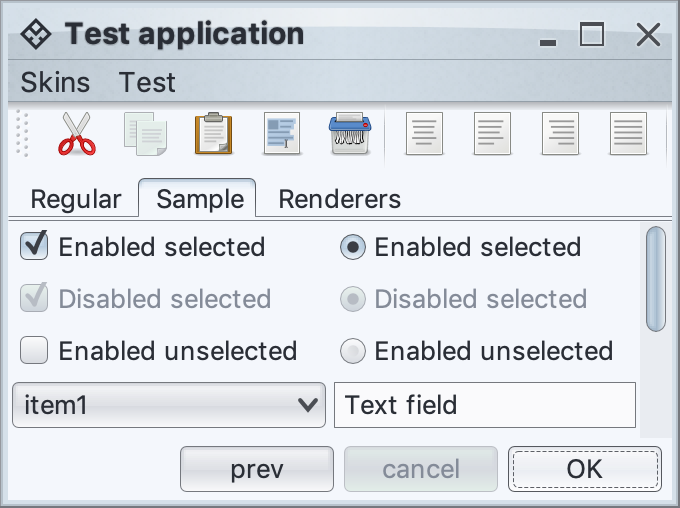 Test application
Skins Test
Regular Sample Renderers
Enabled selected Enabled selected
Disabled selected Disabled selected
Enabled unselected Enabled unselected
item1 Text field
prev cancel OK